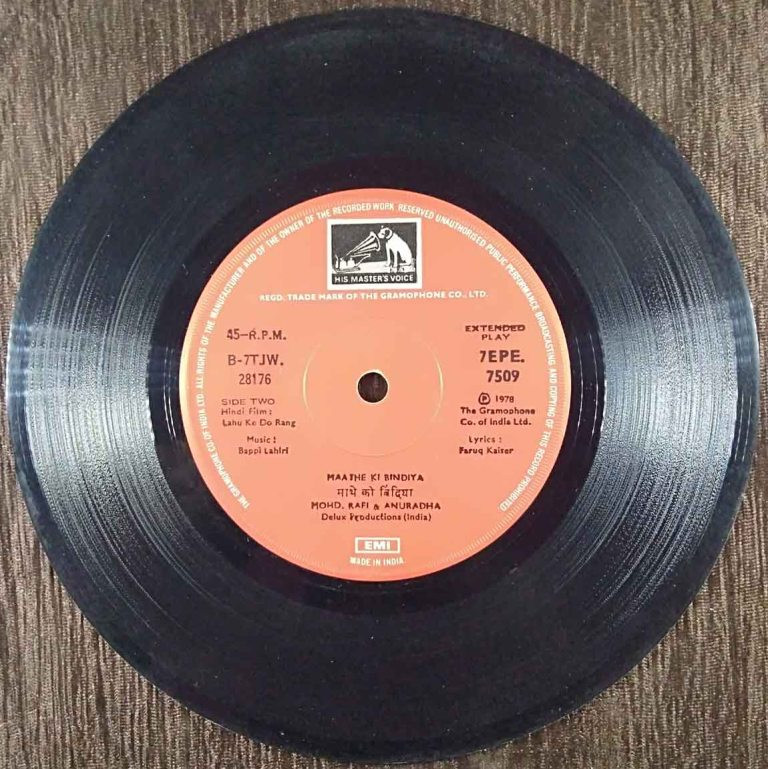 THE GRAMOPHONE CO. OF INDIA LTD. ALL RIGHTS OF THE MANUFACTURER AND OF THE OWNER OF THE RECORDED WORK RESERVED UNAUTHORISED PUBLIC PERFORMANCE BROADCASTING AND COPYING OF THIS RECORD PROHIBITED
HIS MASTER'S VOICE
REGD. TRADE MARK OF THE GRAMOPHONE CO., LTD.
45-R.P.M.
B-7TJW.
28176
SIDE TWO
Hindi Film :
Lahu Ke Do Rang
Music :
Bappi Lahiri
EXTENDED
PLAY
7EPE.
7509
Ⓟ 1978
The Gramophone
Co. of India Ltd.
Lyrics :
Faruq Kaiser
MAATHE KI BINDIYA
माथे की बिंदिया
MOHD. RAFI & ANURADHA
Delux Productions (India)
EMI
MADE IN INDIA